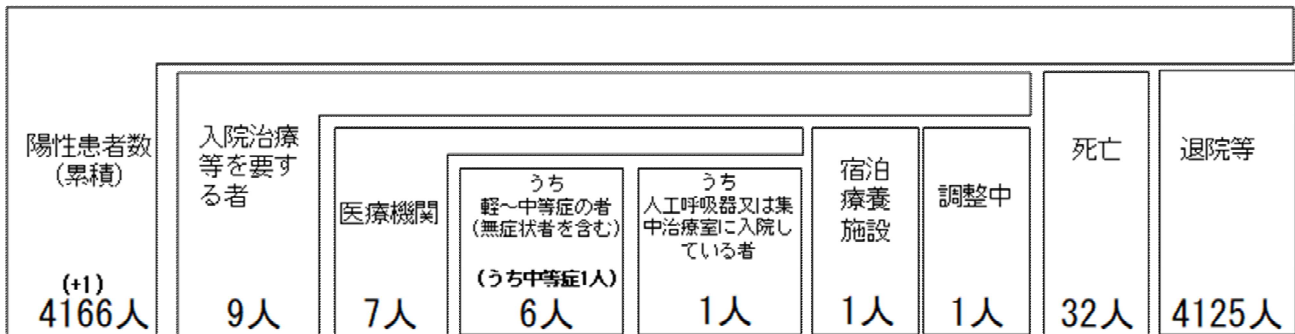 陽性患者数
(累積)
(+1)
4166人
入院治療
等を要す
る者
9人
医療機関
7人
うち
軽～中等症の者
(無症状者を含む)
(うち中等症1人)
6人
うち
人工呼吸器又は集
中治療室に入院し
ている者
1人
宿泊
療養
施設
1人
調整中
1人
死亡
32人
退院等
4125人